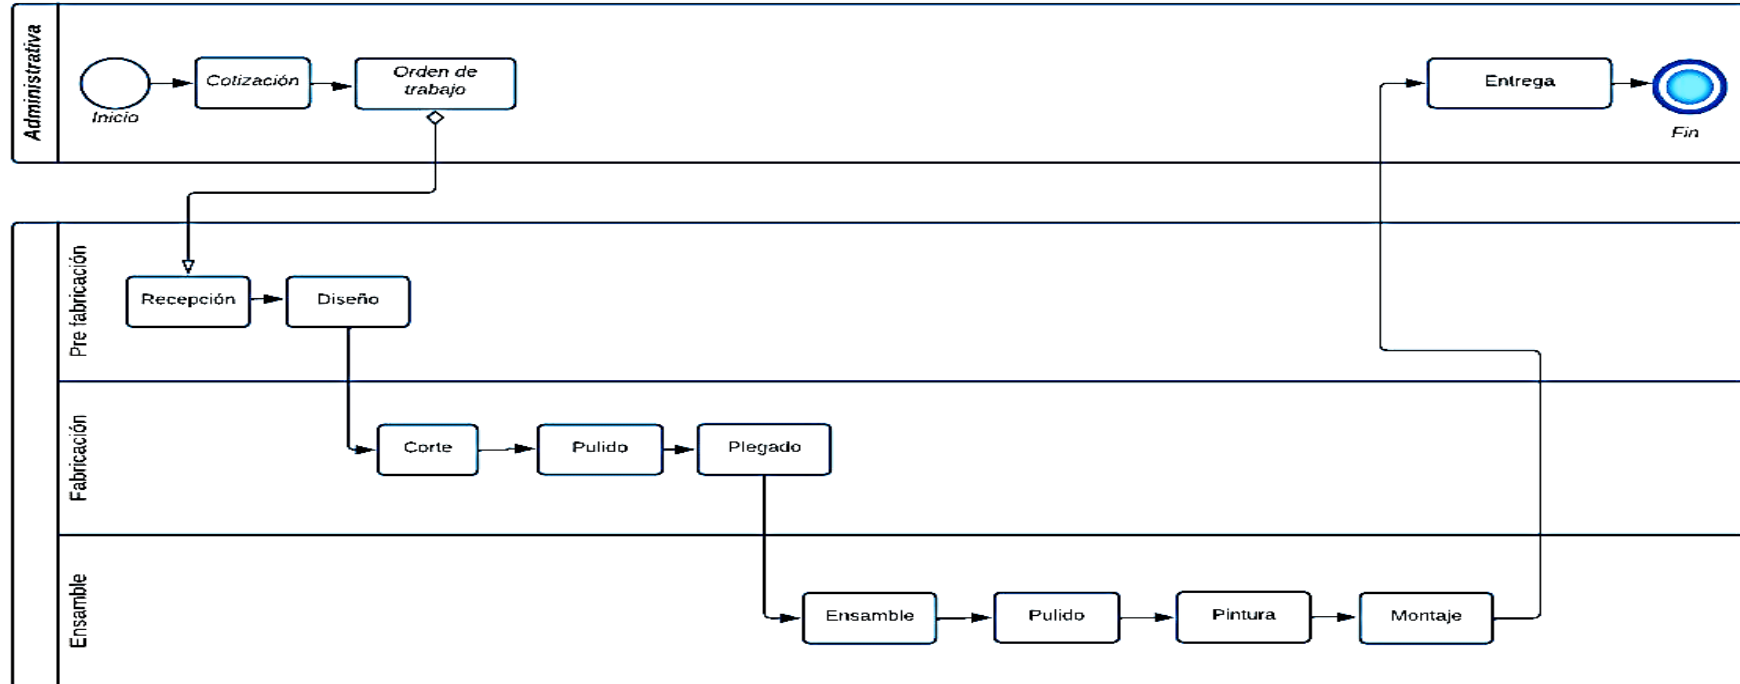 Administrativa
Inicio
Cotización
Orden de
trabajo
Entrega
Fin
Pre fabricación
Recepción
Diseño
Fabricación
Corte
Pulido
Plegado
Ensamble
Ensamble
Pulido
Pintura
Montaje